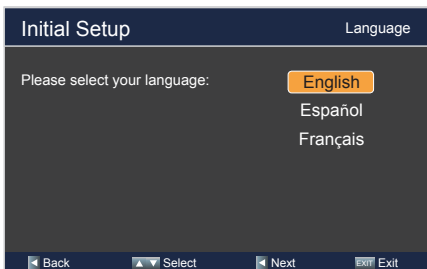 Initial Setup Language
Please select your language: English
Español
Français
◀ Back ▲ ▼ Select ◀ Next EXIT Exit